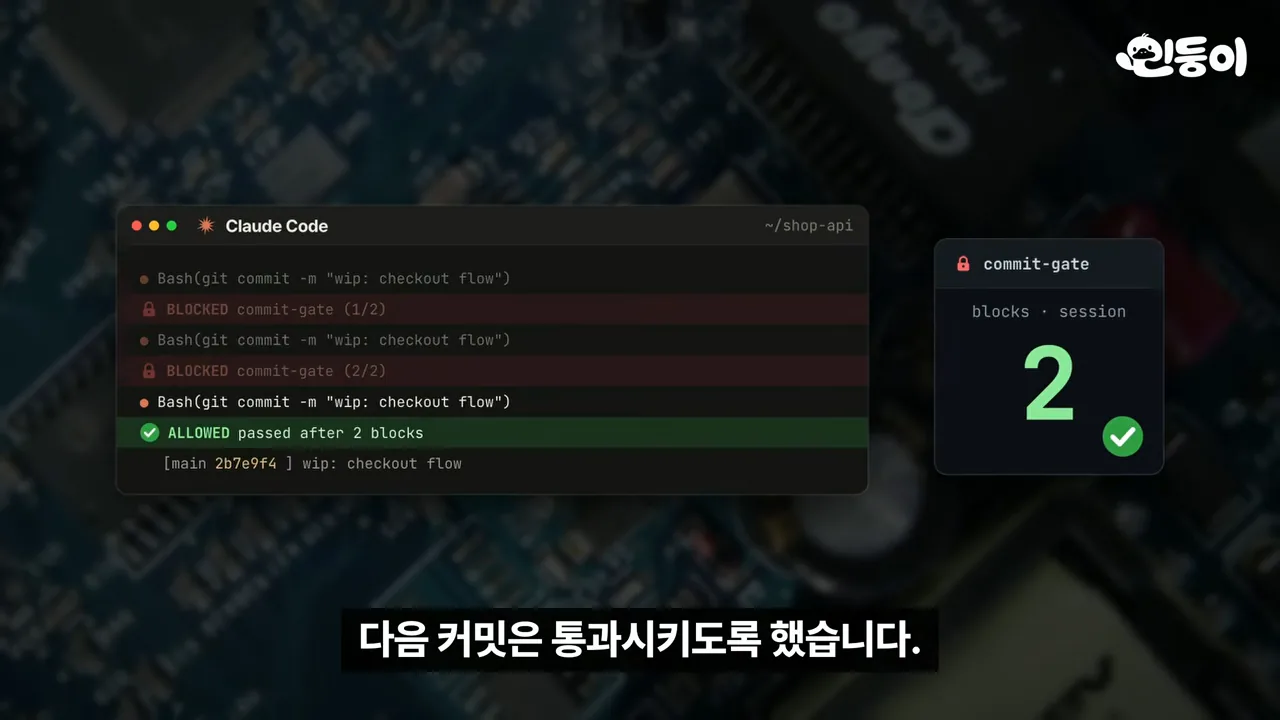 인둥이
Claude Code
~/shop-api
Bash(git commit -m "wip: checkout flow")
BLOCKED commit-gate (1/2)
Bash(git commit -m "wip: checkout flow")
BLOCKED commit-gate (2/2)
Bash(git commit -m "wip: checkout flow")
ALLOWED passed after 2 blocks
[main 2b7e9f4 ] wip: checkout flow
commit-gate
blocks · session
2
다음 커밋은 통과시키도록 했습니다.